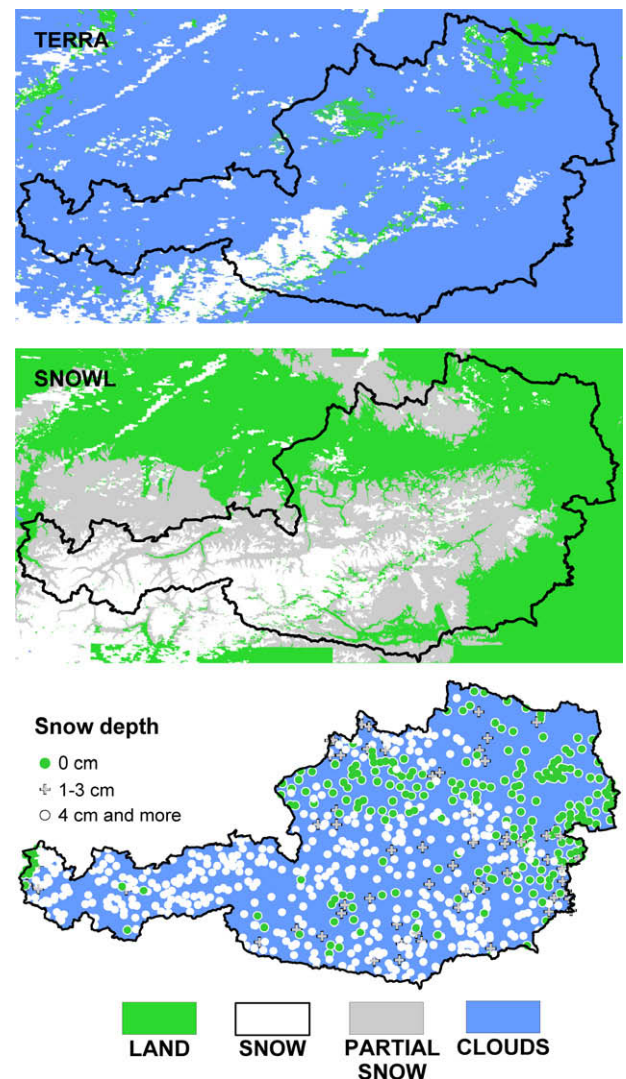 TERRA
SNOWL
Snow depth
0 cm
1-3 cm
4 cm and more
LAND
SNOW
PARTIAL
SNOW
CLOUDS